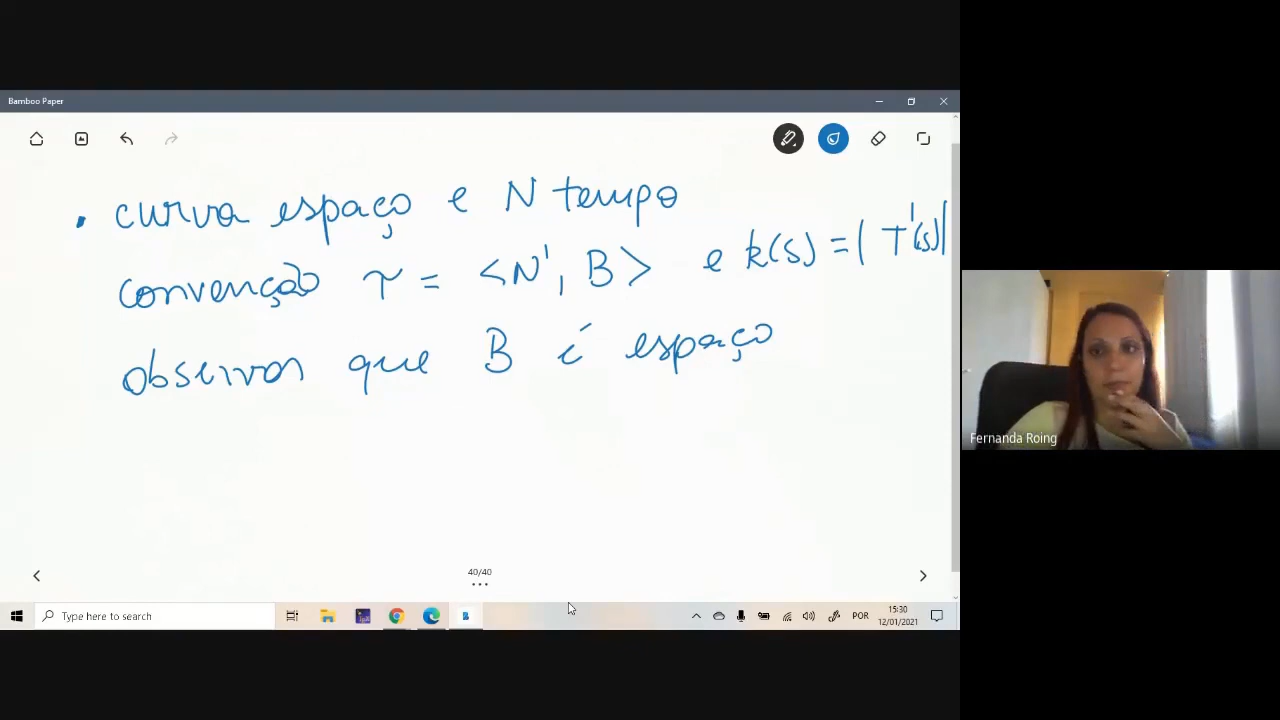 Bamboo Paper
• curva espaço e N tempo
convenção τ = <N', B> e k(s) = |T'(s)|
observar que B é espaço
Fernanda Roing
40/40
Type here to search
POR
15:30
12/01/2021